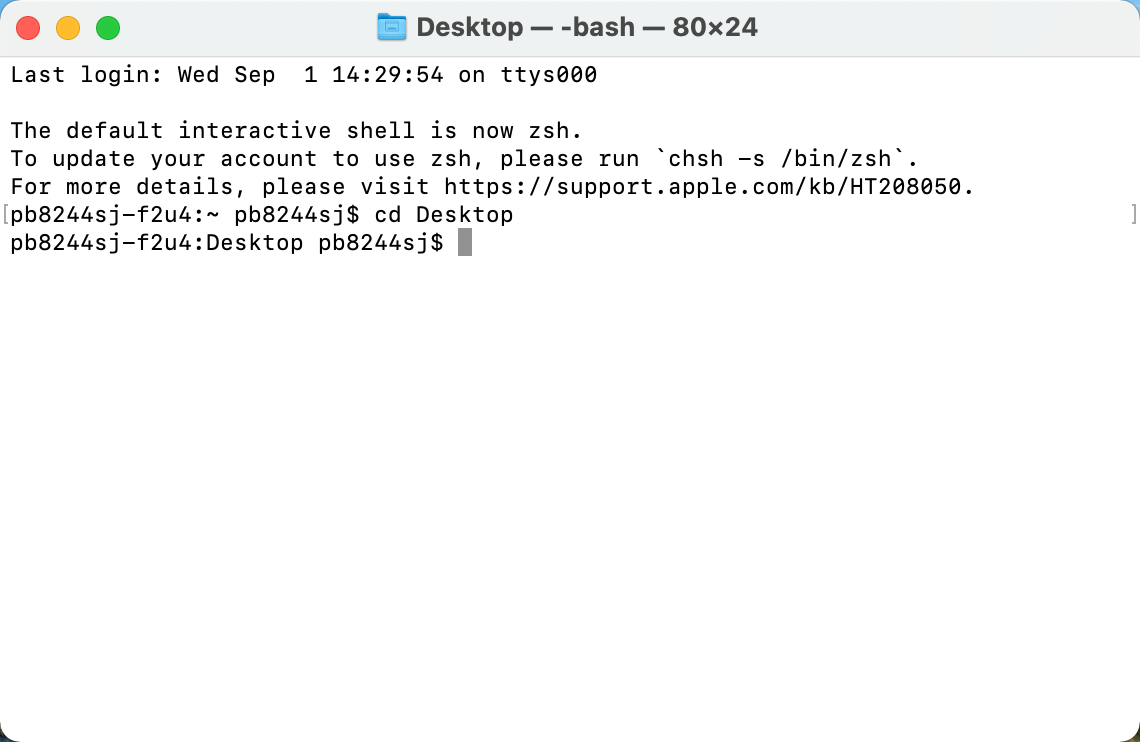 Desktop — -bash — 80×24
Last login: Wed Sep  1 14:29:54 on ttys000

The default interactive shell is now zsh.
To update your account to use zsh, please run `chsh -s /bin/zsh`.
For more details, please visit https://support.apple.com/kb/HT208050.
[pb8244sj-f2u4:~ pb8244sj$ cd Desktop ]
pb8244sj-f2u4:Desktop pb8244sj$